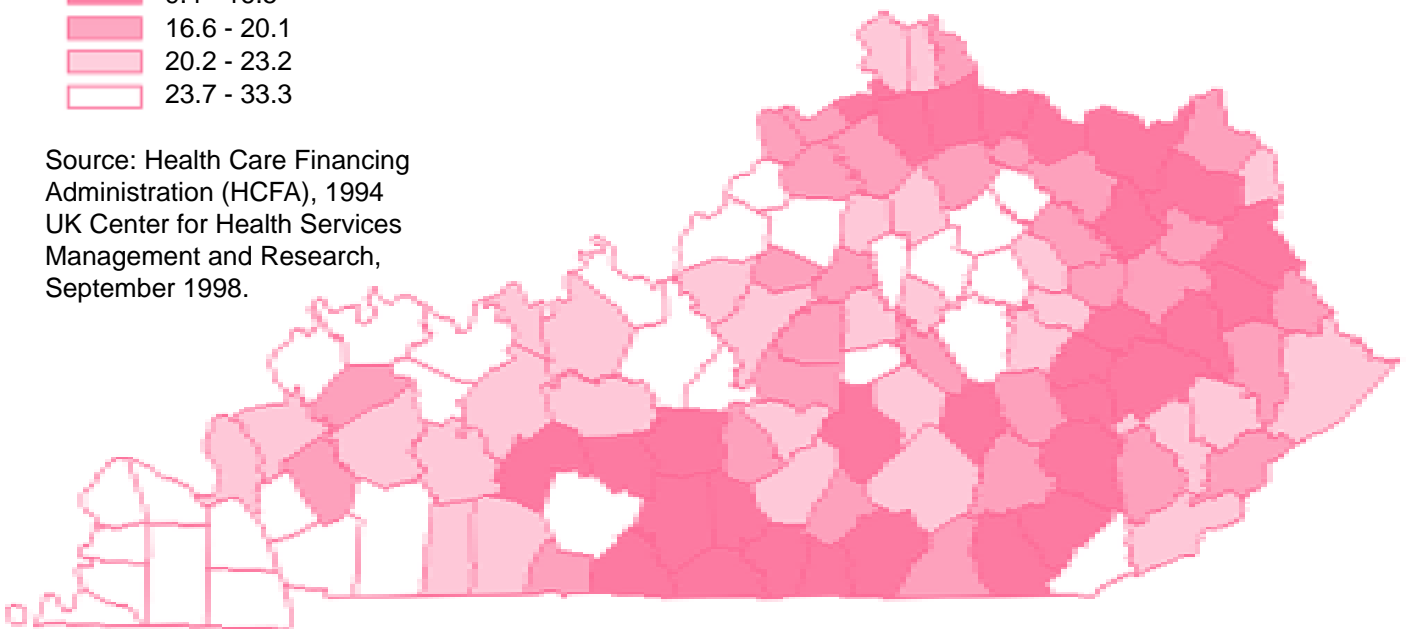 16.6 - 20.1
20.2 - 23.2
23.7 - 33.3
Source: Health Care Financing
Administration (HCFA), 1994
UK Center for Health Services
Management and Research,
September 1998.